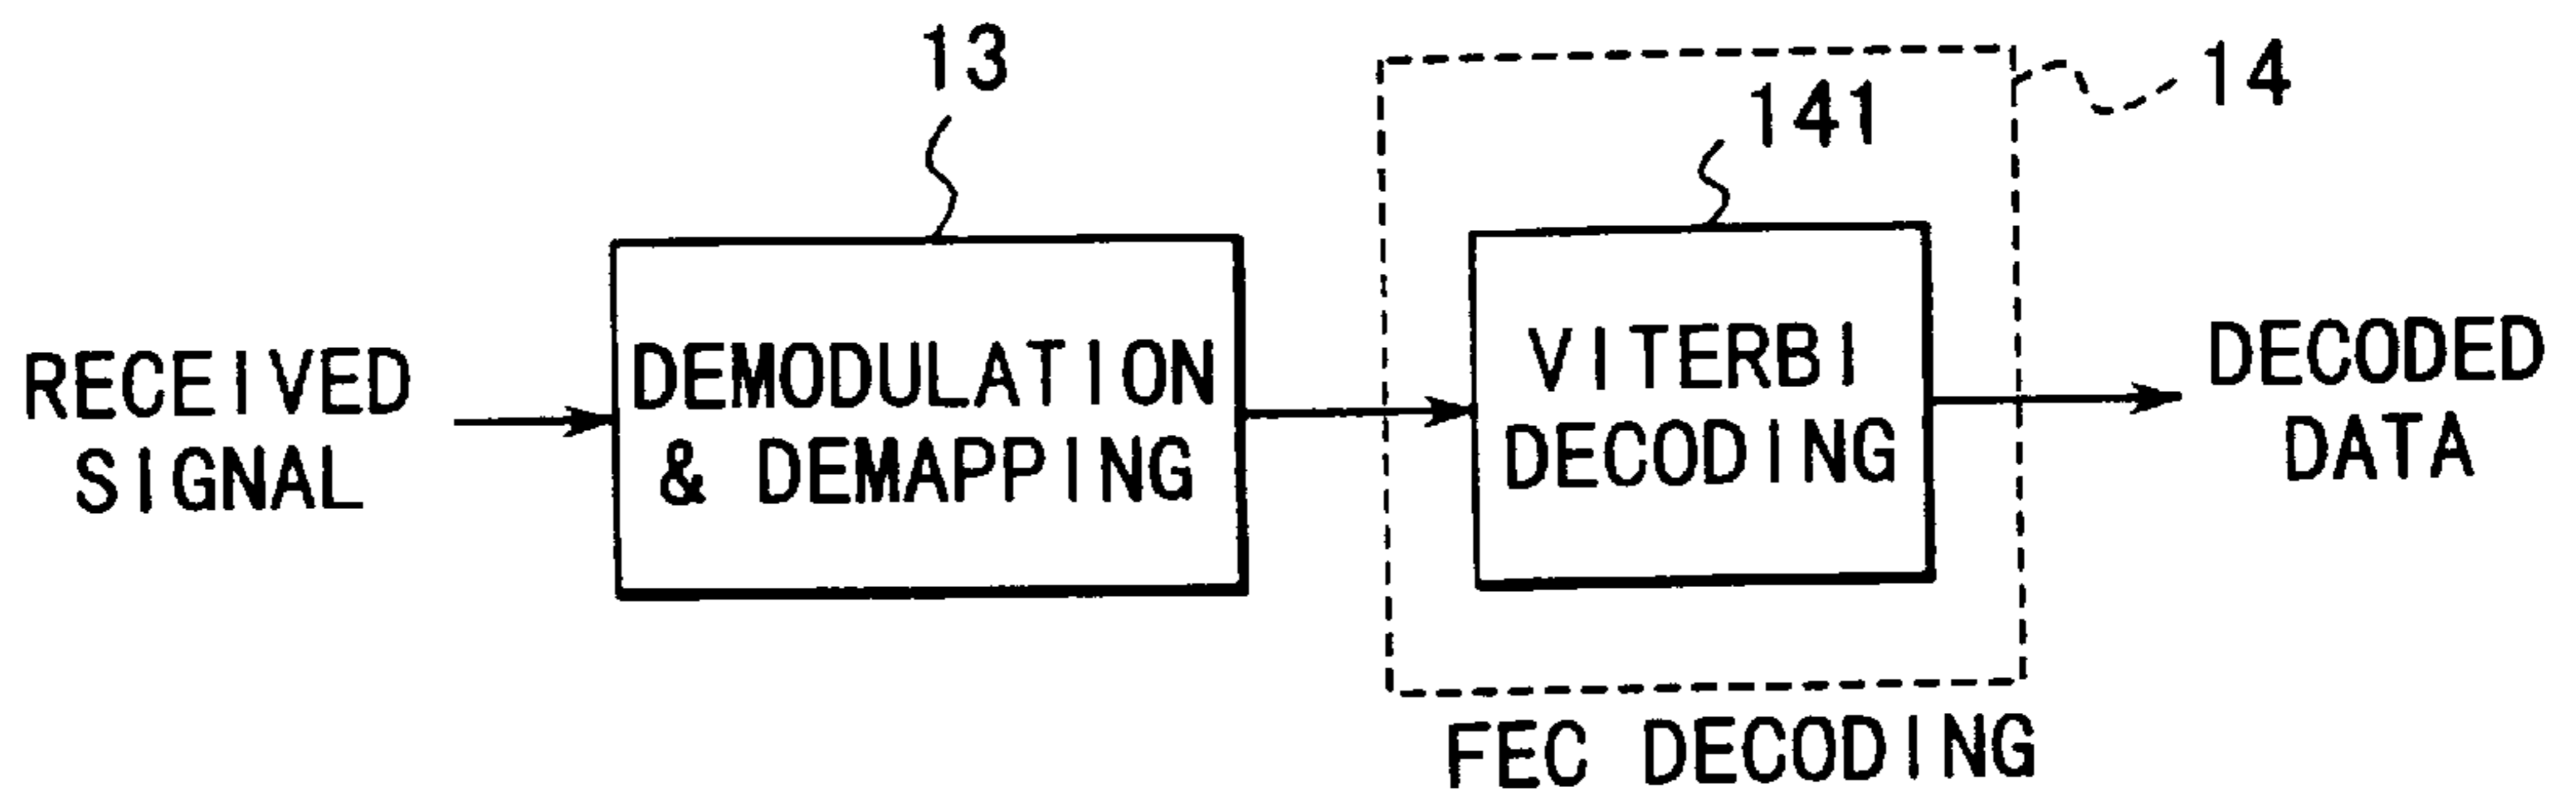 13
14
141
RECEIVED
SIGNAL
DEMODULATION
& DEMAPPING
VITERBI
DECODING
DECODED
DATA
FEC DECODING